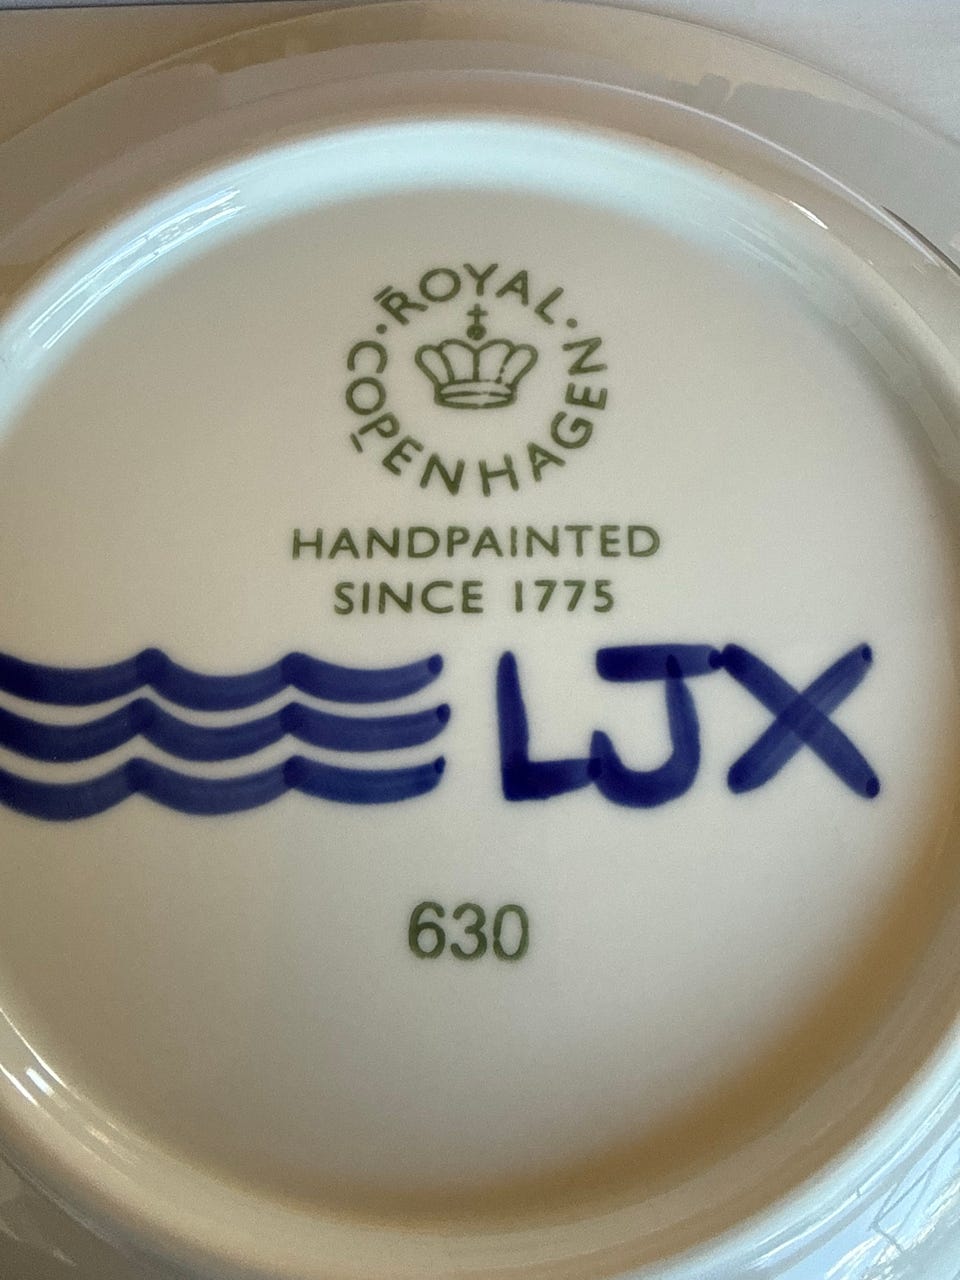 ROYAL · COPENHAGEN ·
HANDPAINTED
SINCE 1775
LJX
630